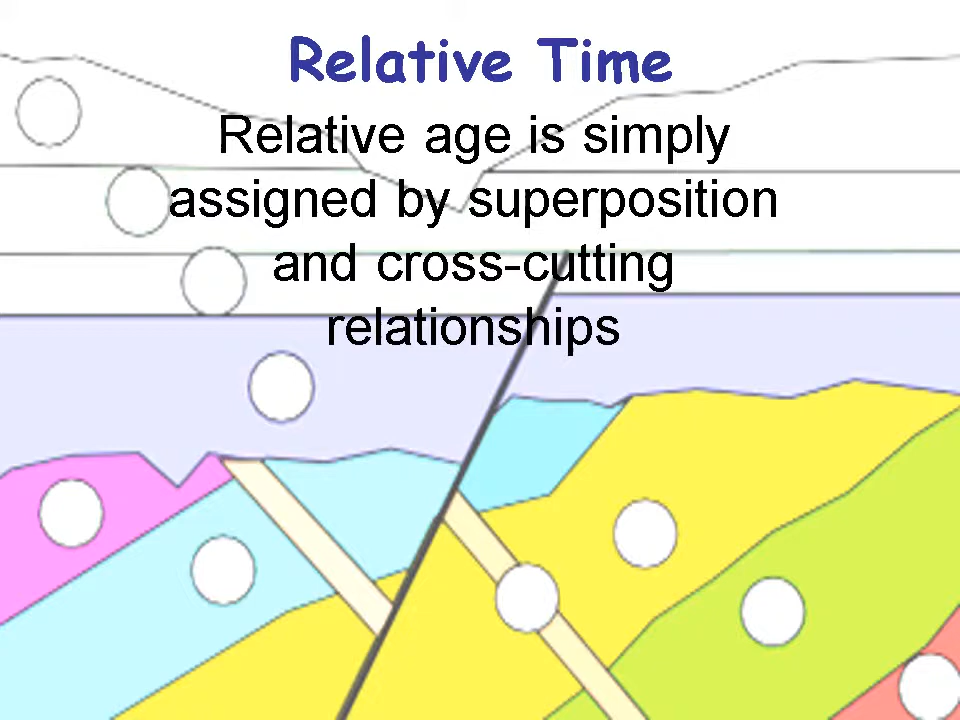 Relative Time
Relative age is simply
assigned by superposition
and cross-cutting
relationships